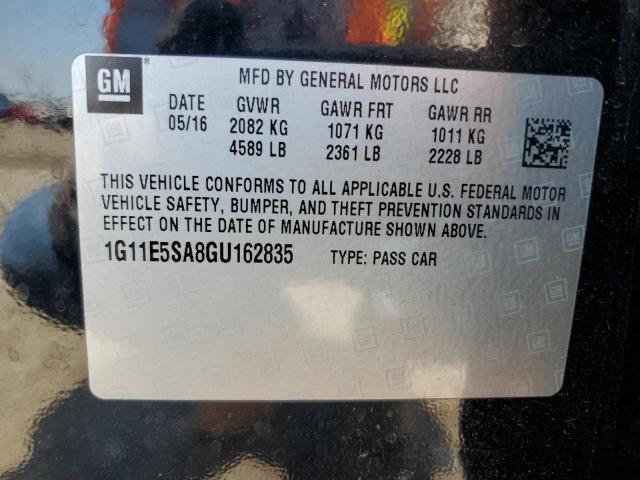 GM ®
MFD BY GENERAL MOTORS LLC
DATE GVWR GAWR FRT GAWR RR
05/16 2082 KG 1071 KG 1011 KG
4589 LB 2361 LB 2228 LB
THIS VEHICLE CONFORMS TO ALL APPLICABLE U.S. FEDERAL MOTOR
VEHICLE SAFETY, BUMPER, AND THEFT PREVENTION STANDARDS IN
EFFECT ON THE DATE OF MANUFACTURE SHOWN ABOVE.
1G11E5SA8GU162835 TYPE: PASS CAR